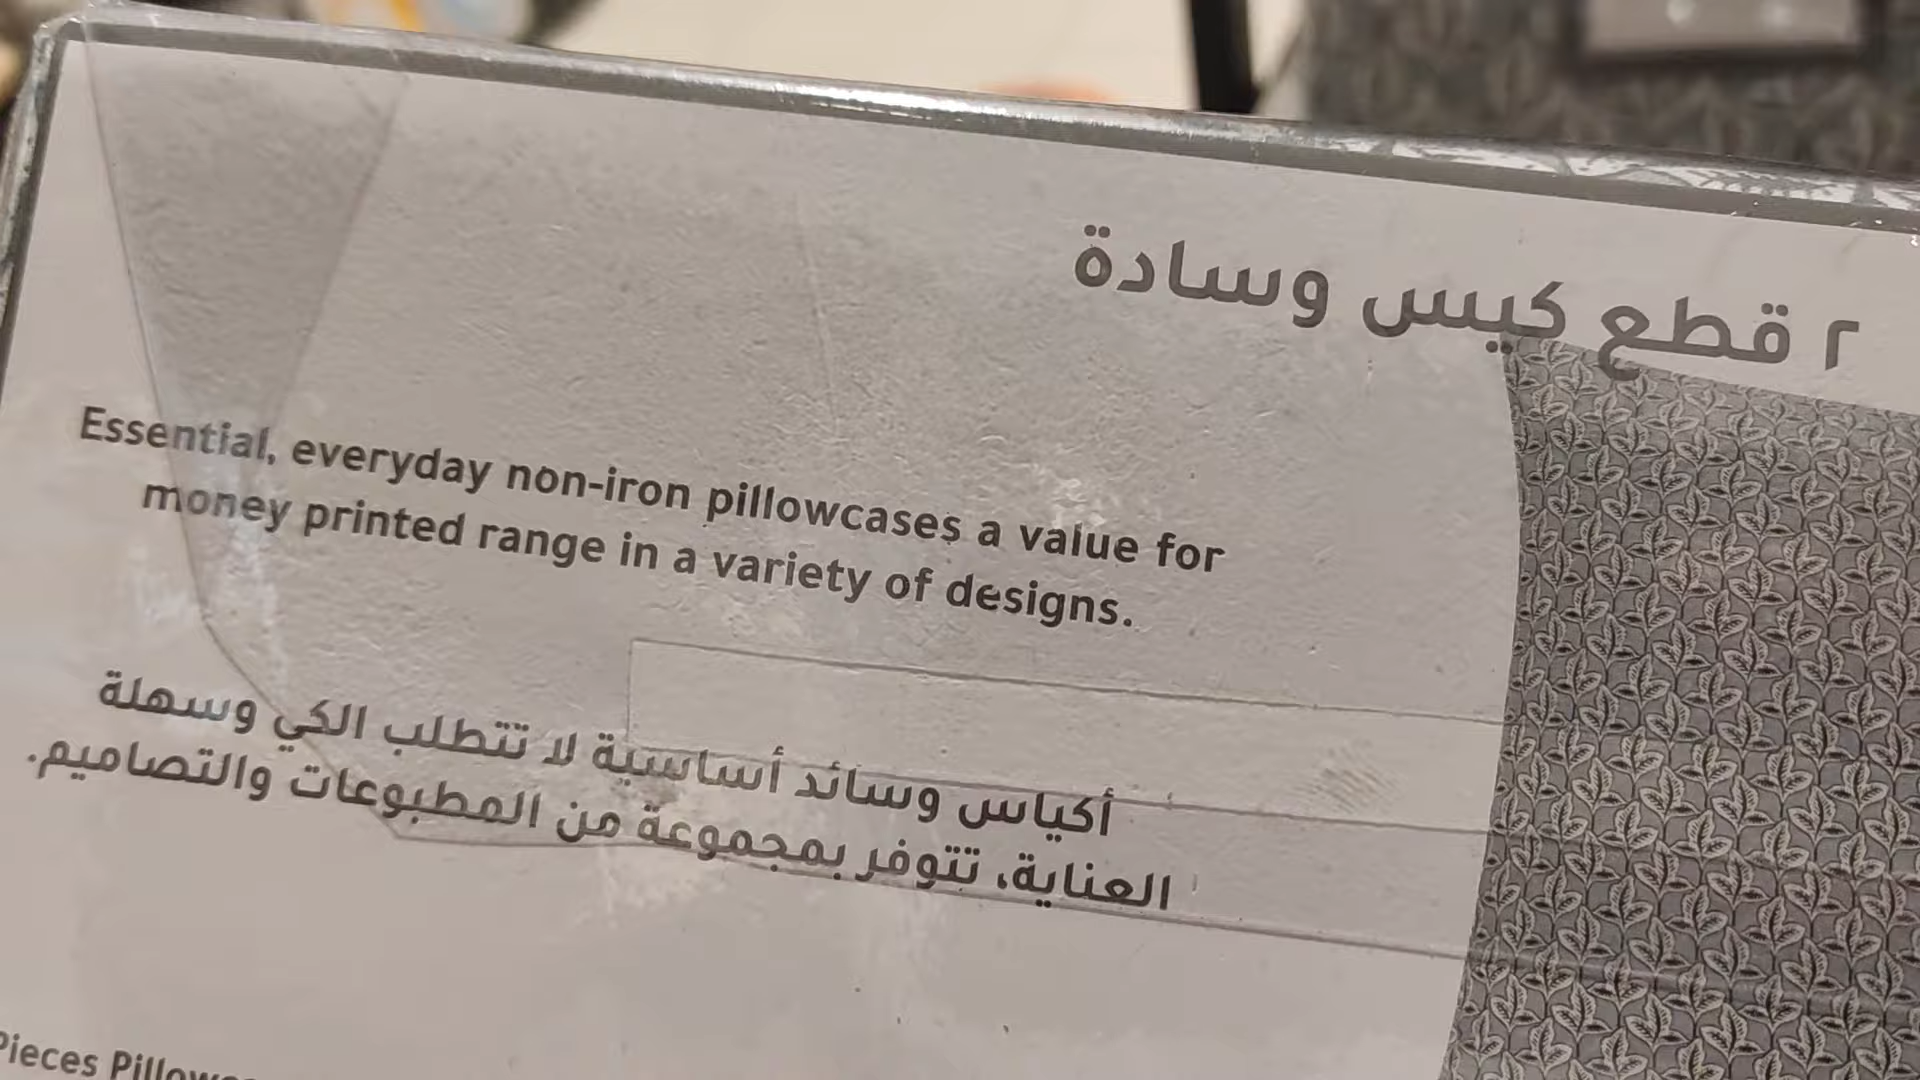 ٢ قطع كيس وسادة
Essential, everyday non-iron pillowcases a value for
money printed range in a variety of designs.
أكياس وسائد أساسية لا تتطلب الكي وسهلة
العناية، تتوفر بمجموعة من المطبوعات والتصاميم.
Pieces